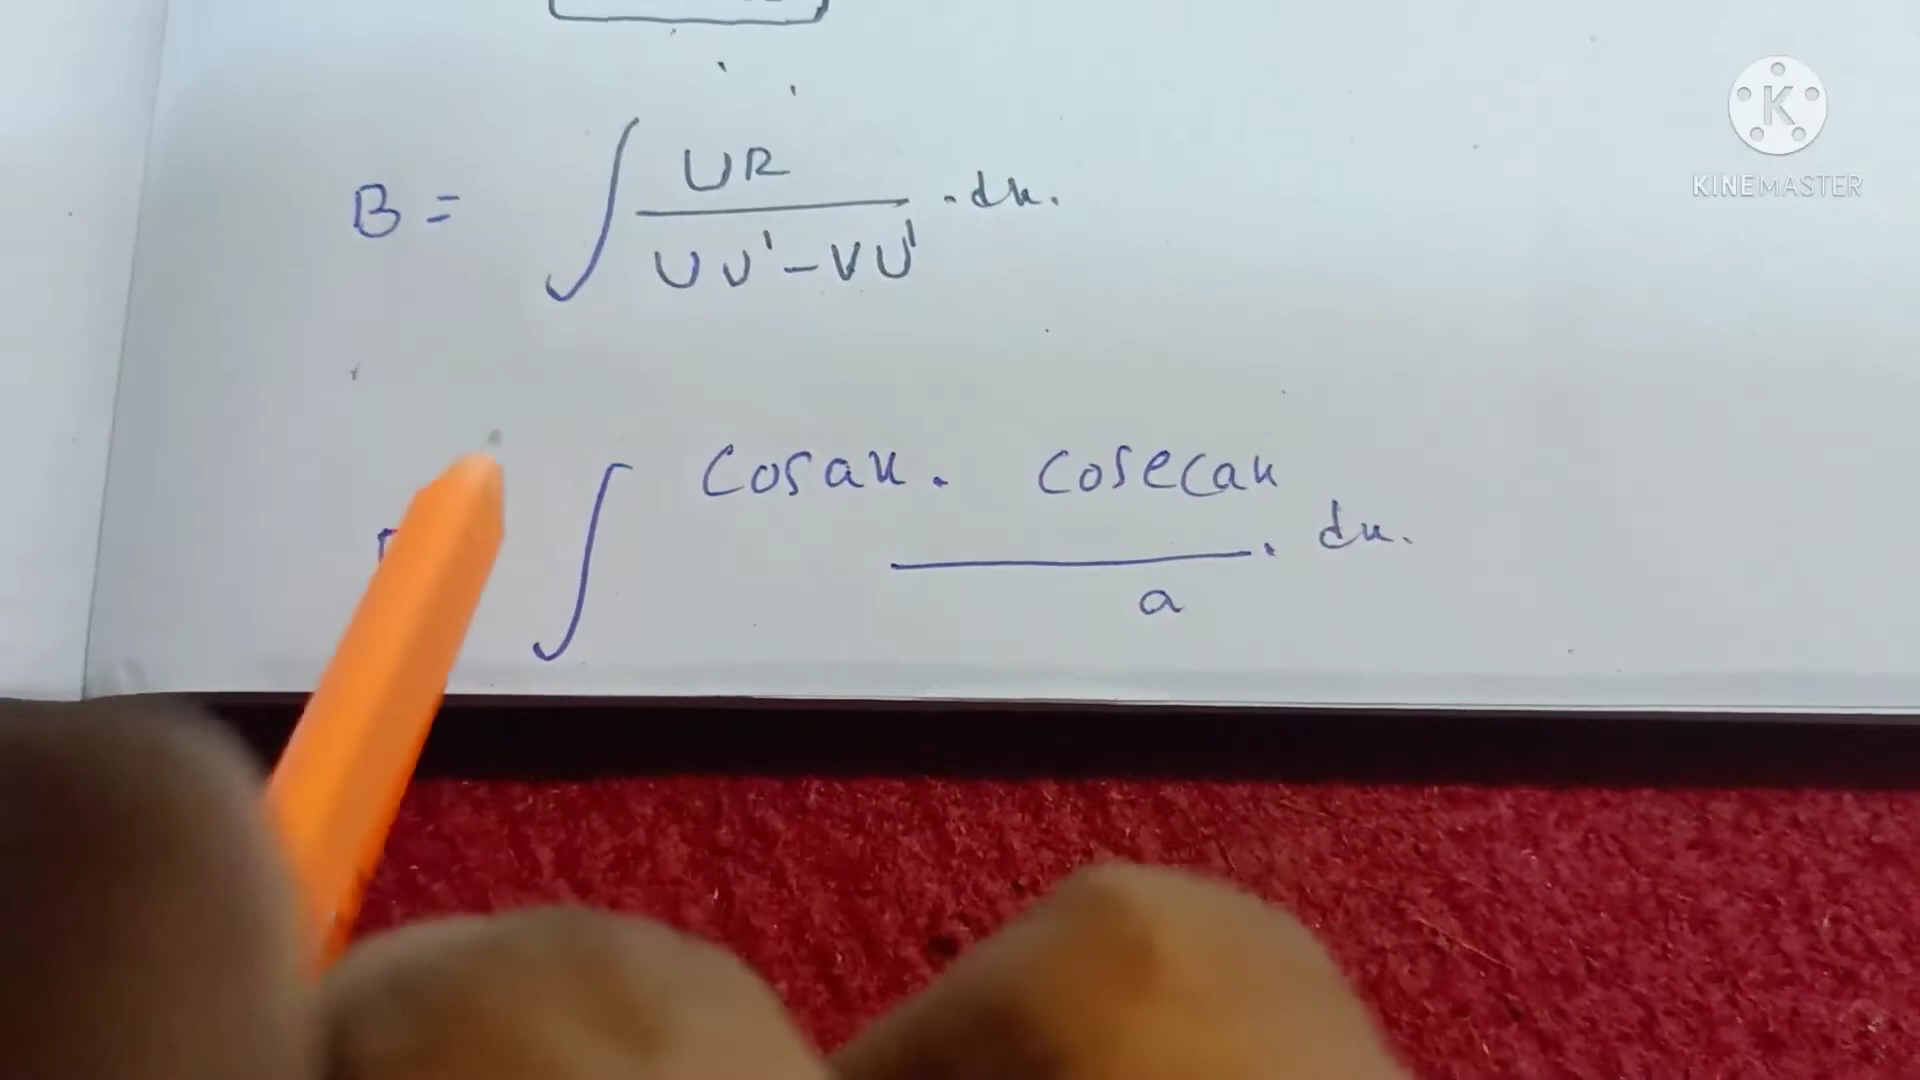 B = ∫ UR / UV' - VU' . dx.
K
KINEMASTER
∫ Cosax . Cosecax / a . dx.